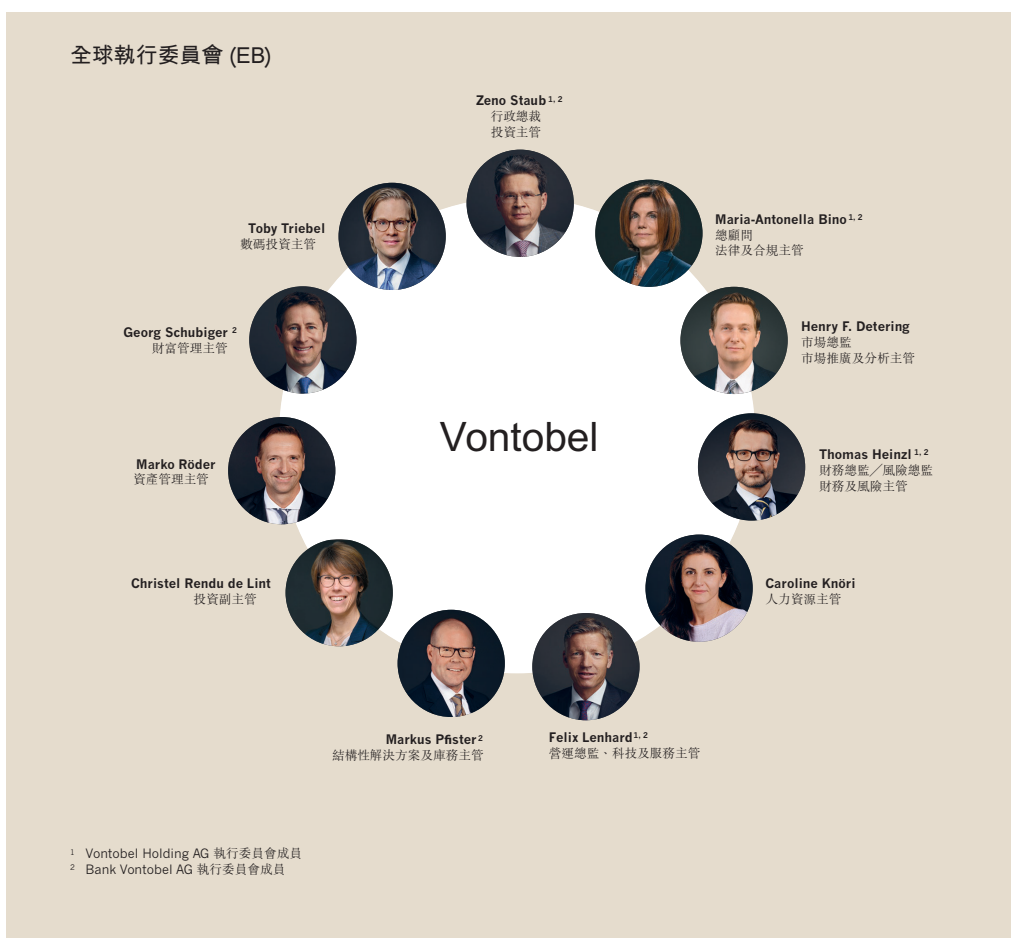 全球執行委員會 (EB)
Zeno Staub 1, 2
行政總裁
投資主管
Maria-Antonella Bino 1, 2
總顧問
法律及合規主管
Henry F. Detering
市場總監
市場推廣及分析主管
Thomas Heinzl 1, 2
財務總監╱風險總監
財務及風險主管
Caroline Knöri
人力資源主管
Felix Lenhard 1, 2
營運總監、科技及服務主管
Markus Pfister 2
結構性解決方案及庫務主管
Christel Rendu de Lint
投資副主管
Marko Röder
資產管理主管
Georg Schubiger 2
財富管理主管
Toby Triebel
數碼投資主管
Vontobel
1 Vontobel Holding AG 執行委員會成員
2 Bank Vontobel AG 執行委員會成員